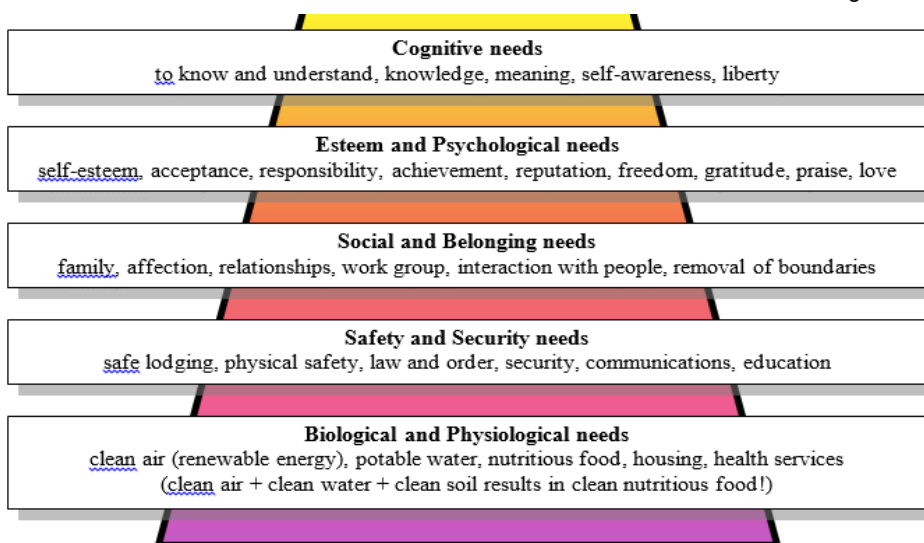 Cognitive needs
to know and understand, knowledge, meaning, self-awareness, liberty
Esteem and Psychological needs
self-esteem, acceptance, responsibility, achievement, reputation, freedom, gratitude, praise, love
Social and Belonging needs
family, affection, relationships, work group, interaction with people, removal of boundaries
Safety and Security needs
safe lodging, physical safety, law and order, security, communications, education
Biological and Physiological needs
clean air (renewable energy), potable water, nutritious food, housing, health services
(clean air + clean water + clean soil results in clean nutritious food!)